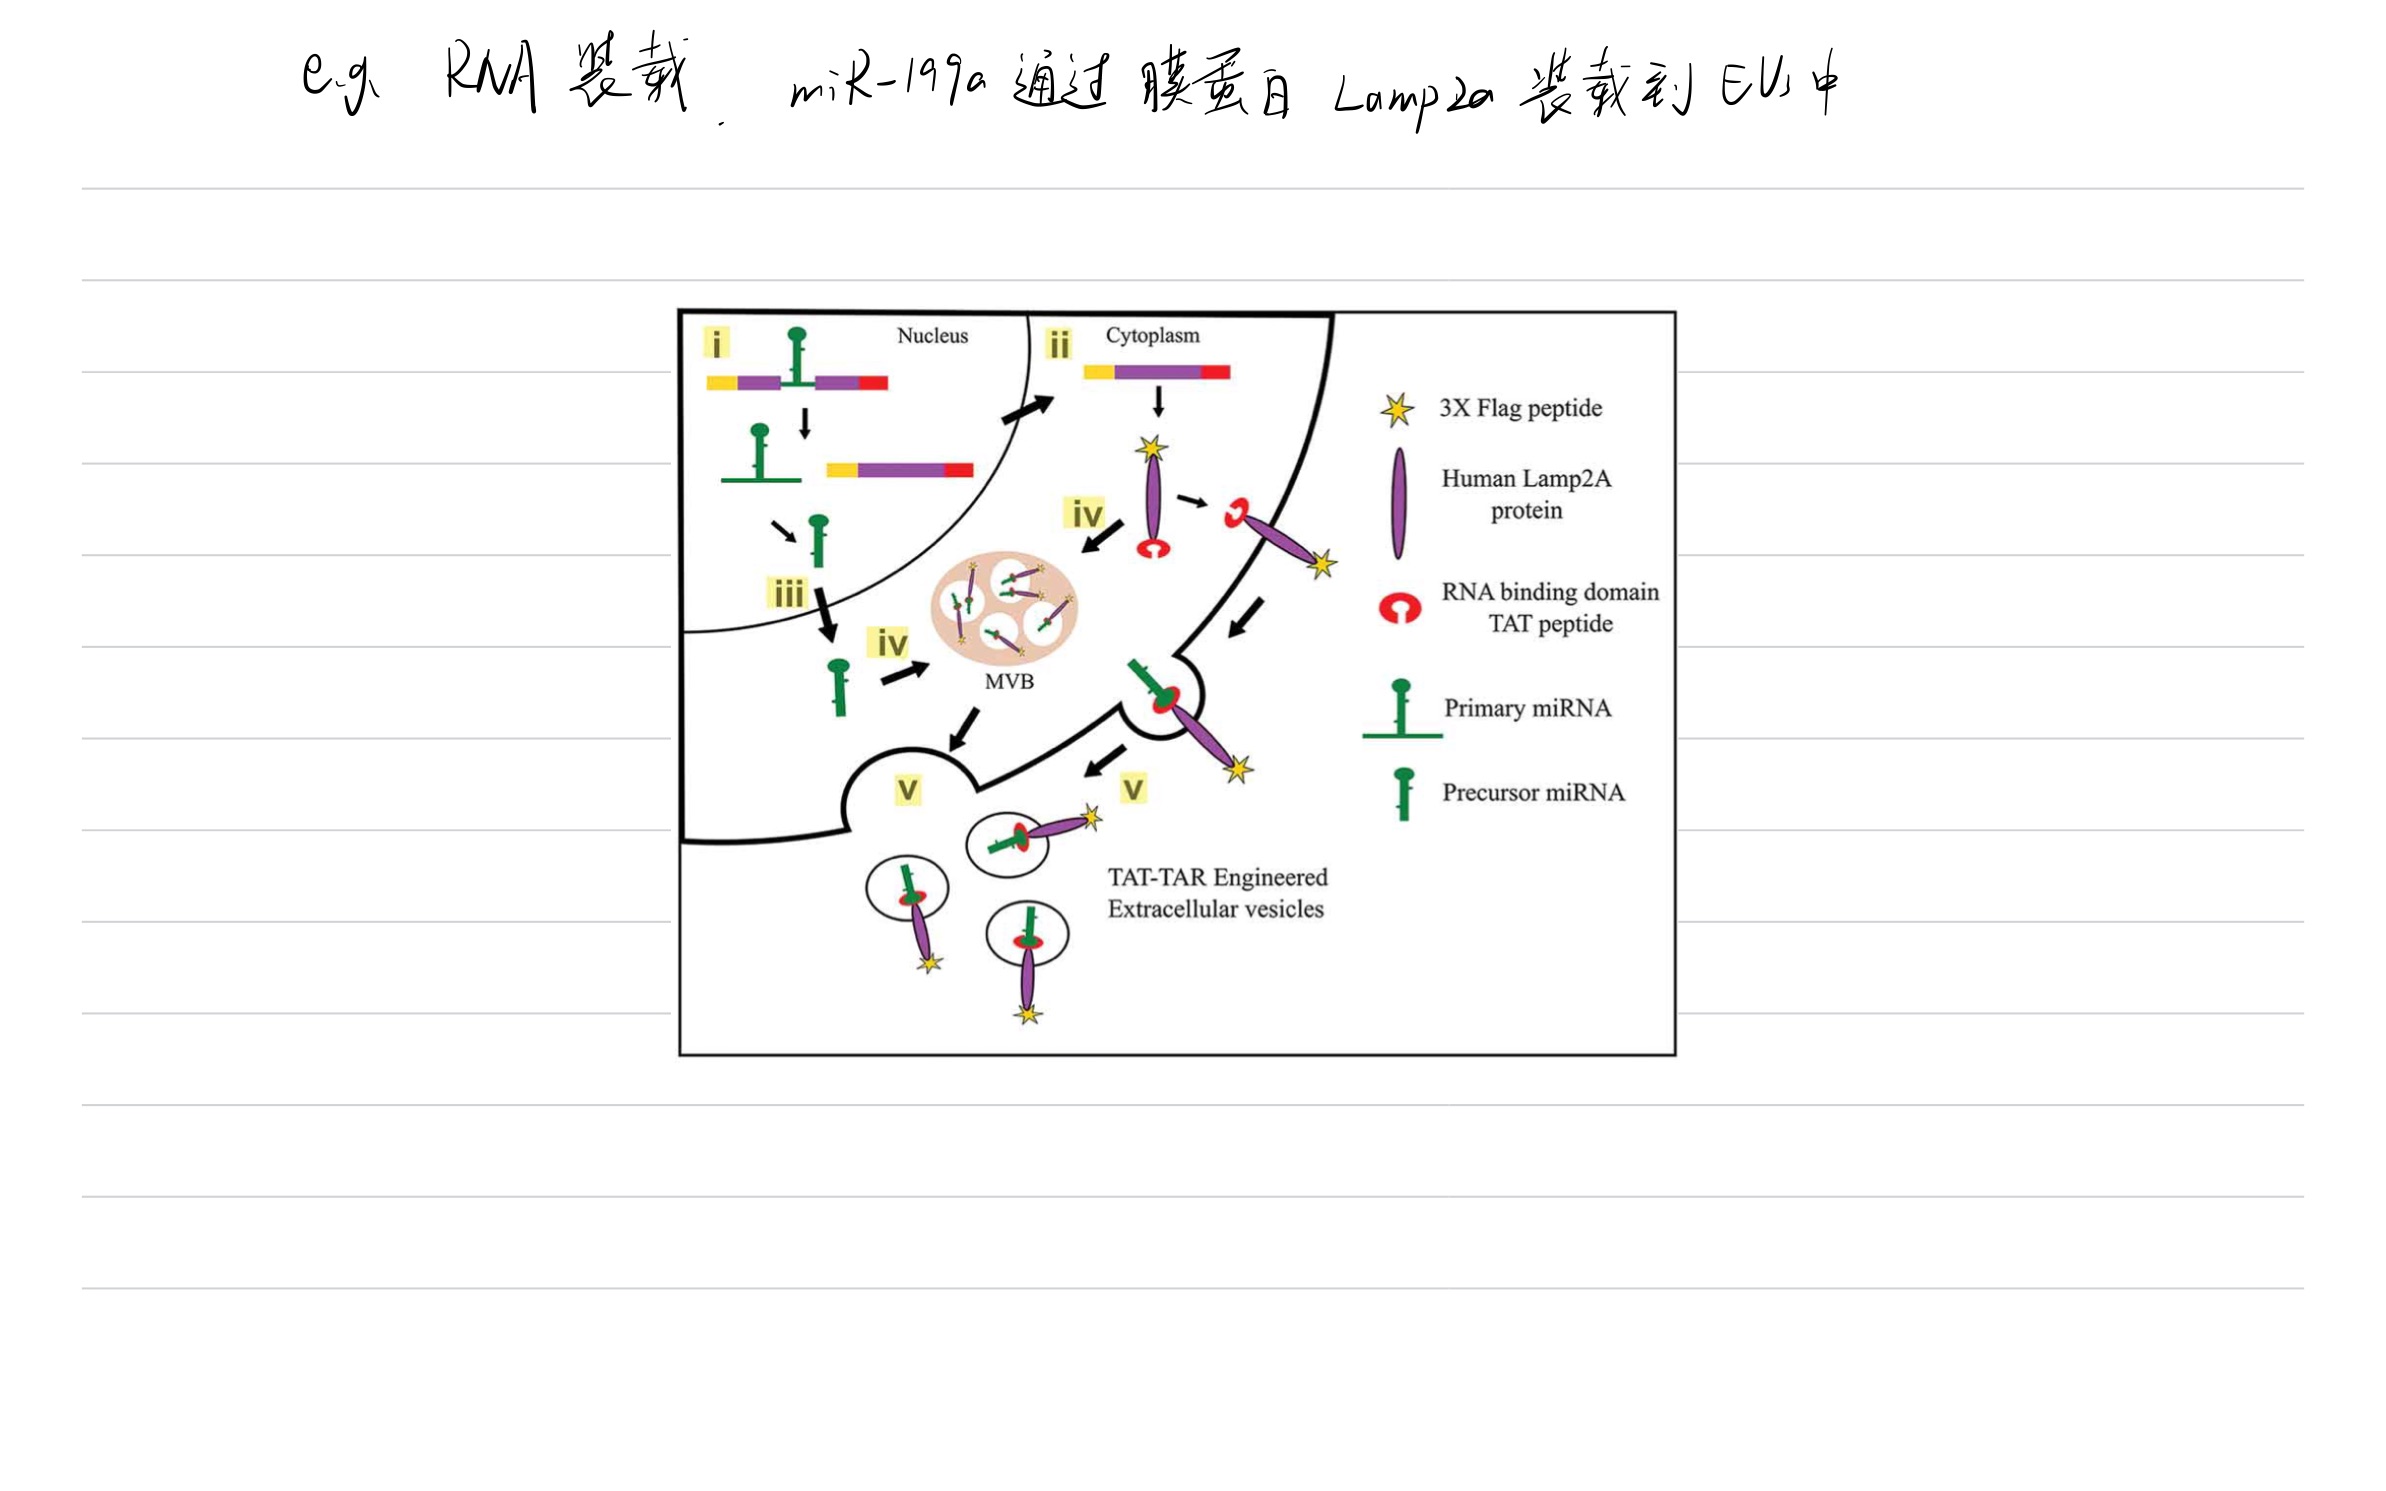 e.g. RNA 装载. miR-199a 通过 膜蛋白 Lamp2a 装载到 EVs 中
i
Nucleus
ii
Cytoplasm
3X Flag peptide
Human Lamp2A
protein
iv
RNA binding domain
TAT peptide
iii
iv
MVB
Primary miRNA
v
v
Precursor miRNA
TAT-TAR Engineered
Extracellular vesicles